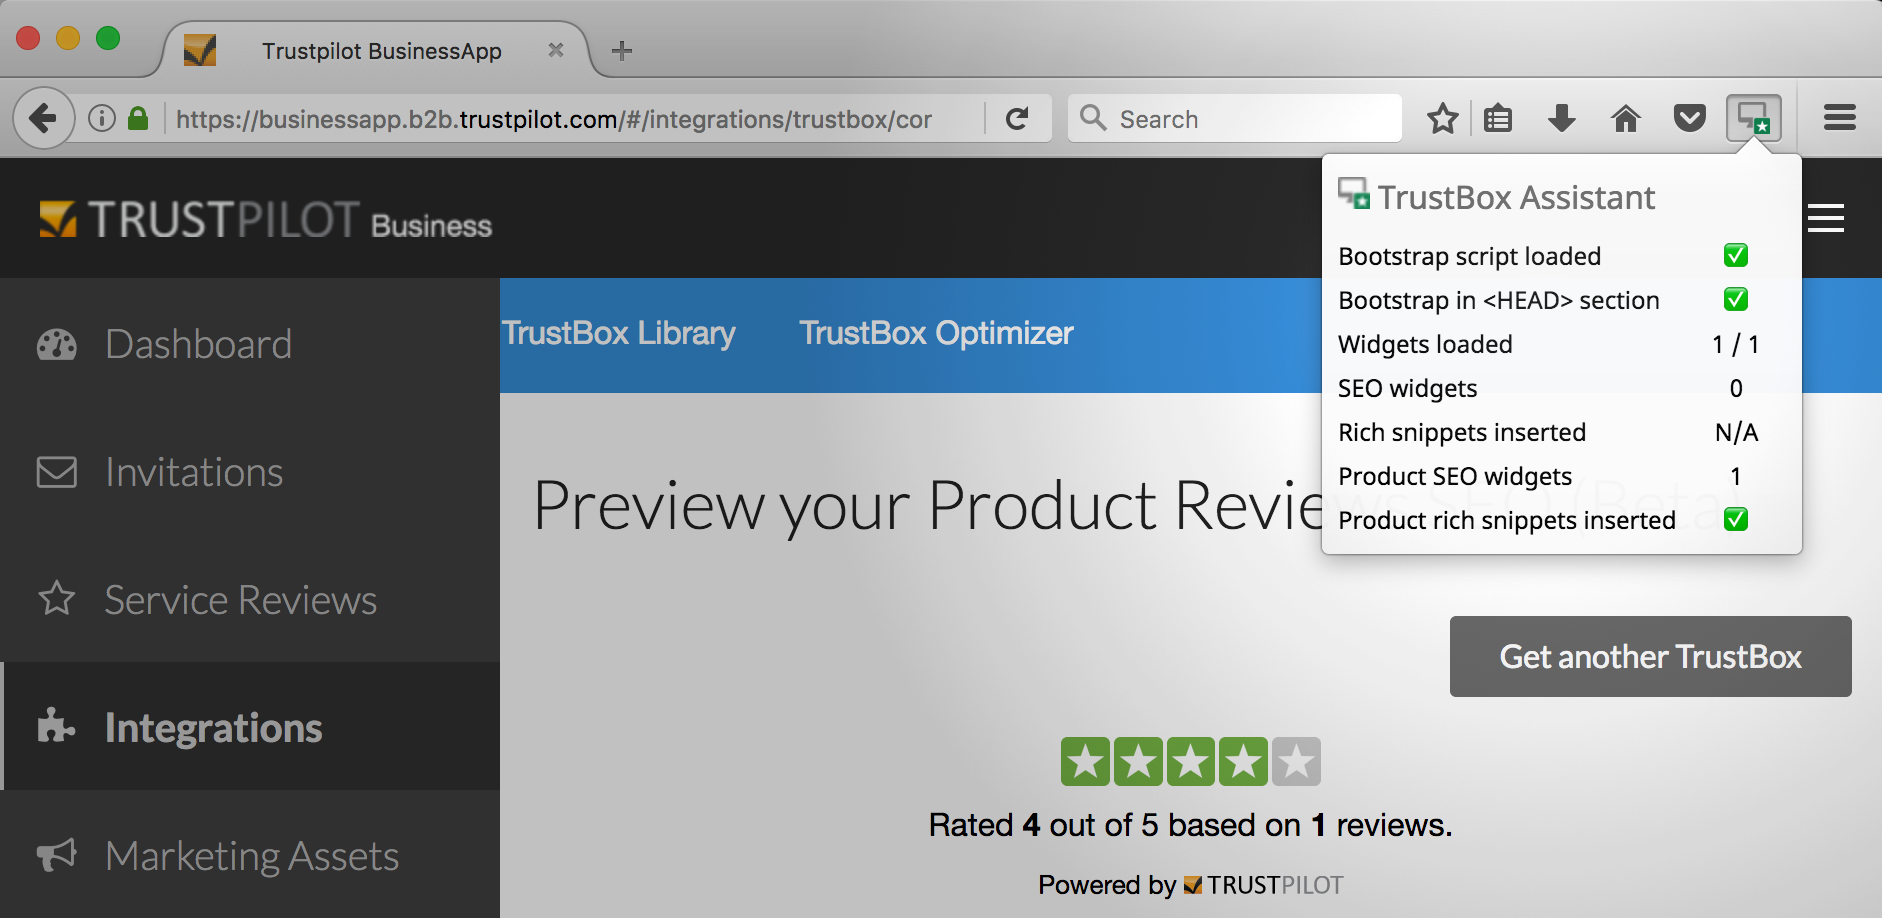 Trustpilot BusinessApp
https://businessapp.b2b.trustpilot.com/#/integrations/trustbox/cor
Search
TRUSTPILOT Business
TrustBox Assistant
Bootstrap script loaded
Bootstrap in <HEAD> section
Widgets loaded 1 / 1
SEO widgets 0
Rich snippets inserted N/A
Product SEO widgets 1
Product rich snippets inserted
Dashboard
Invitations
Service Reviews
Integrations
Marketing Assets
TrustBox Library TrustBox Optimizer
Preview your Product Reviews SEO (Beta)
Get another TrustBox
Rated 4 out of 5 based on 1 reviews.
Powered by TRUSTPILOT